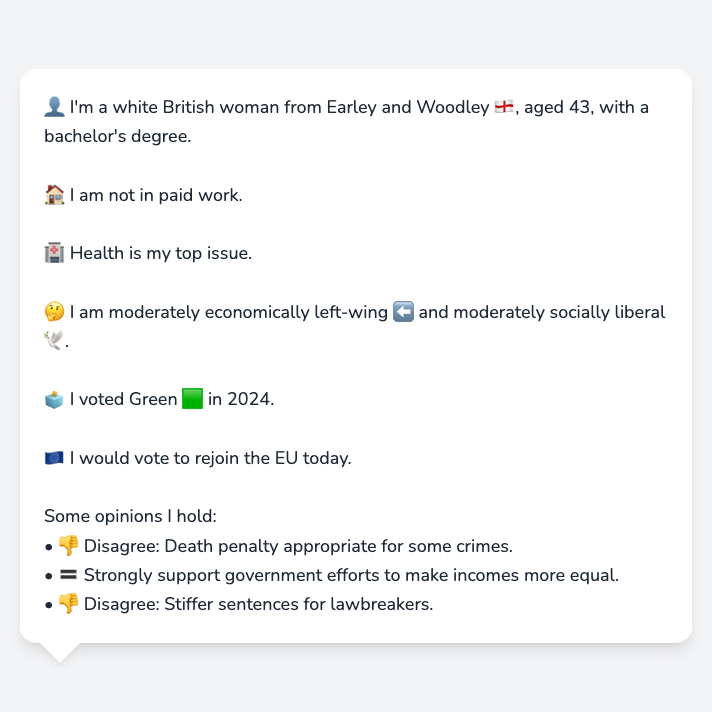 👤 I'm a white British woman from Earley and Woodley 🏴󠁧󠁢󠁥󠁮󠁧󠁿, aged 43, with a
bachelor's degree.
🏠 I am not in paid work.
🏥 Health is my top issue.
🤔 I am moderately economically left-wing ⬅️ and moderately socially liberal
🕊️.
🗳️ I voted Green 🟩 in 2024.
🇪🇺 I would vote to rejoin the EU today.
Some opinions I hold:
• 👎 Disagree: Death penalty appropriate for some crimes.
• 🟰 Strongly support government efforts to make incomes more equal.
• 👎 Disagree: Stiffer sentences for lawbreakers.